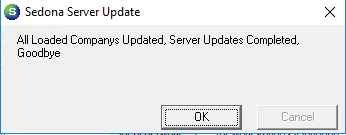 Sedona Server Update
All Loaded Companys Updated, Server Updates Completed,
Goodbye
OK
Cancel